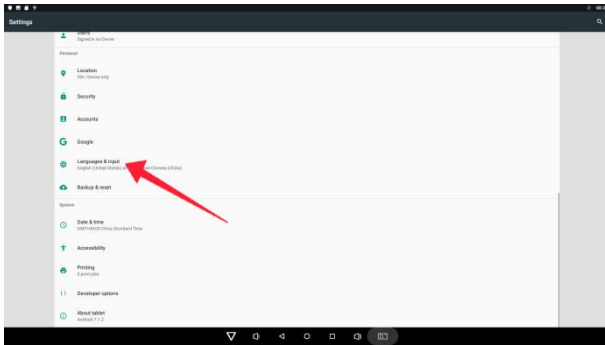 Settings
Users
Signed in as Owner
Personal
Location
ON / Device only
Security
Accounts
Google
Languages & input
English (United States) Chinese (China)
Backup & reset
System
Date & time
GMT+08:00 China Standard Time
Accessibility
Printing
0 print jobs
Developer options
About tablet
Android 7.1.2